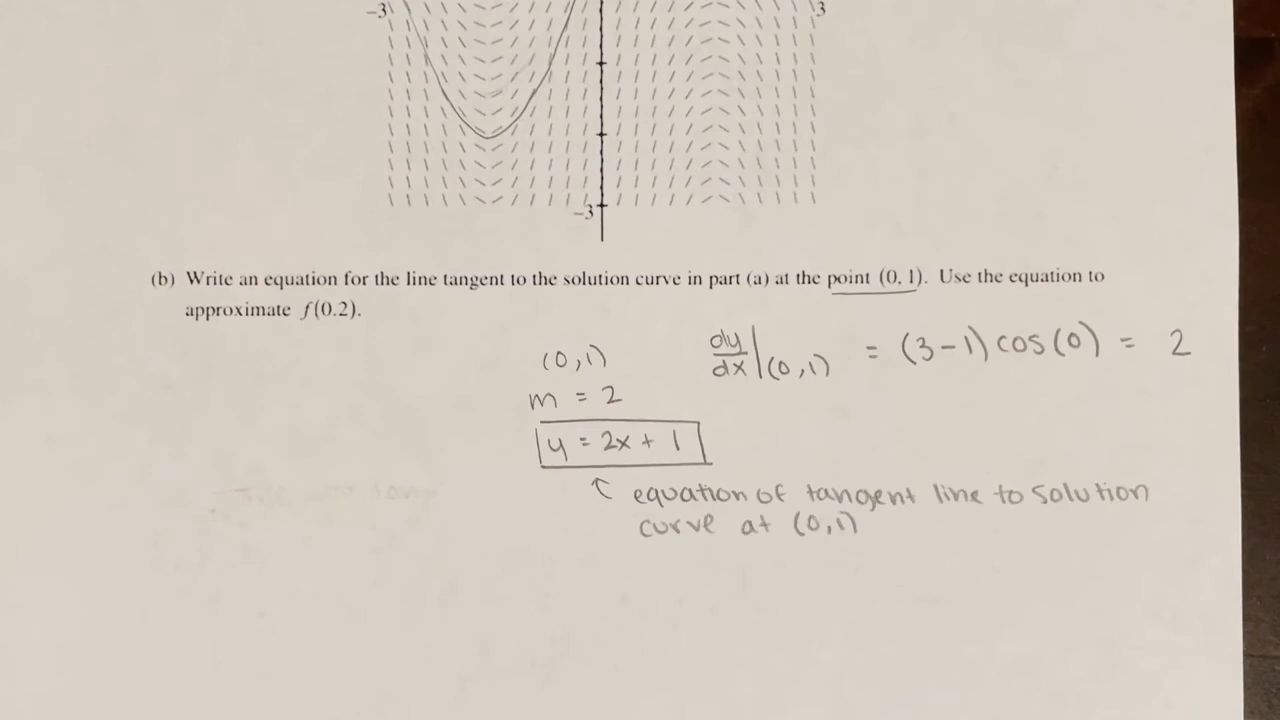 -3 3
-3
(b) Write an equation for the line tangent to the solution curve in part (a) at the point (0, 1). Use the equation to
approximate f(0.2).
(0,1) dy/dx|(0,1) = (3-1) cos(0) = 2
m = 2
y = 2x + 1
↑ equation of tangent line to solution
curve at (0,1)